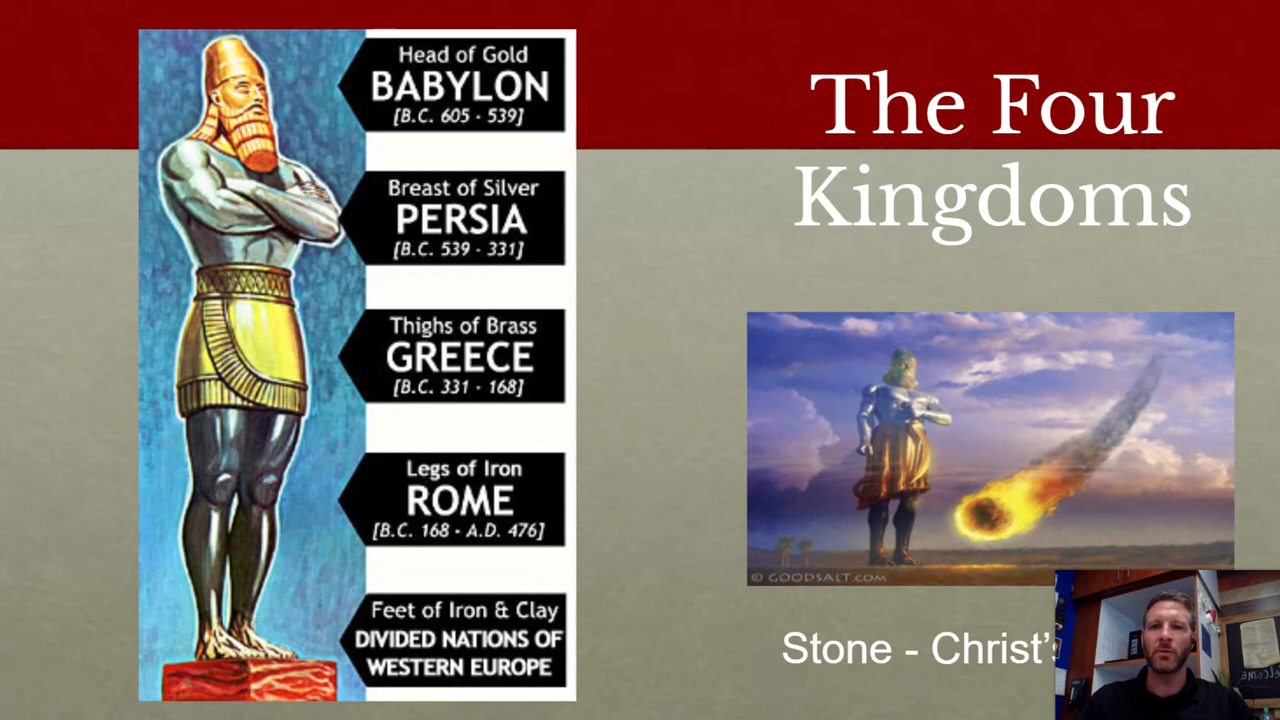 The Four
Kingdoms
Head of Gold
BABYLON
[B.C. 605 - 539]
Breast of Silver
PERSIA
[B.C. 539 - 331]
Thighs of Brass
GREECE
[B.C. 331 - 168]
Legs of Iron
ROME
[B.C. 168 - A.D. 476]
Feet of Iron & Clay
DIVIDED NATIONS OF
WESTERN EUROPE
© GOODSALT.COM
Stone - Christ's